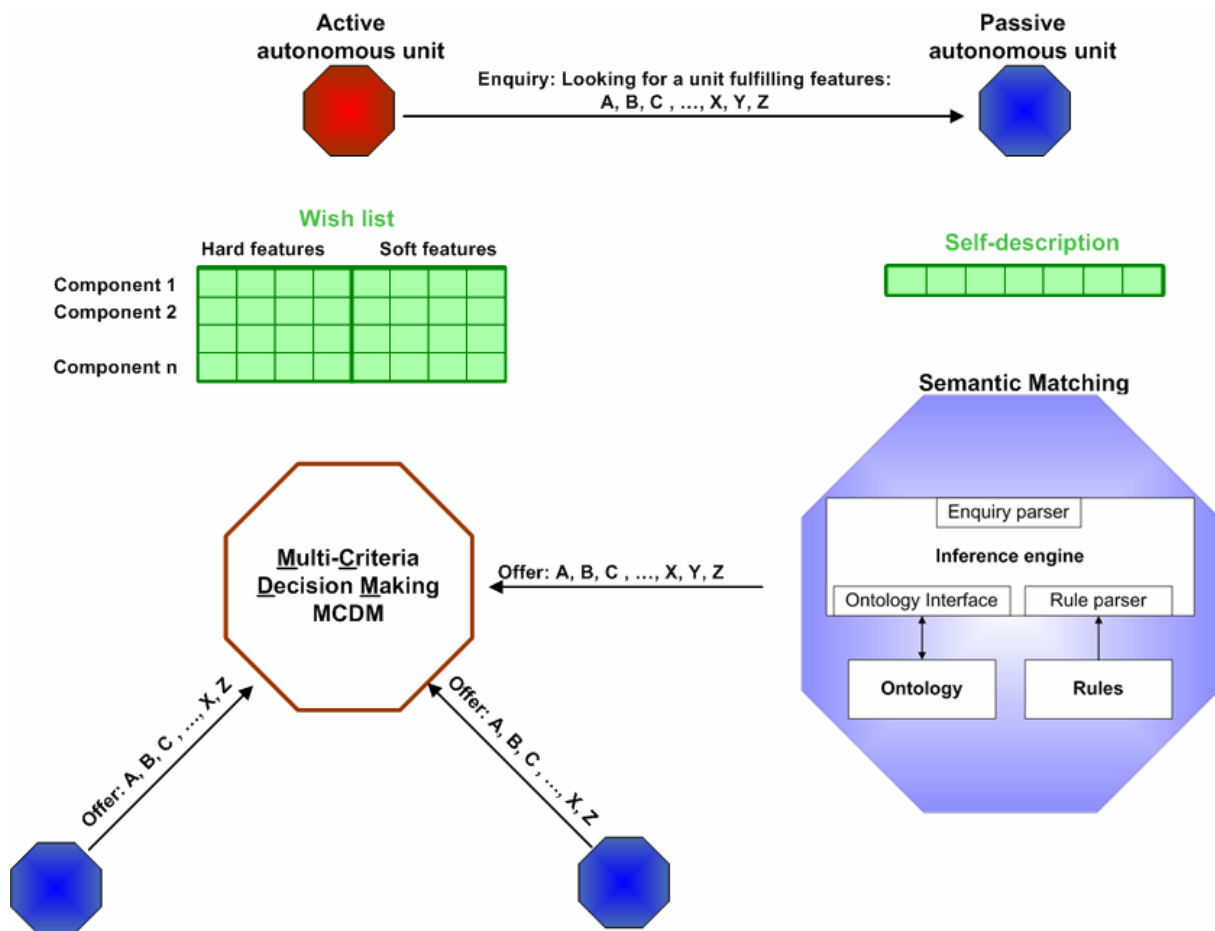 Active
autonomous unit
Passive
autonomous unit
Enquiry: Looking for a unit fulfilling features:
A, B, C , ..., X, Y, Z
Wish list
Hard features
Soft features
Self-description
Component 1
Component 2
Component n
Semantic Matching
Enquiry parser
Inference engine
Ontology Interface
Rule parser
Ontology
Rules
Multi-Criteria
Decision Making
MCDM
Offer: A, B, C , ..., X, Y, Z
Offer: A, B, C , ..., X, Z
Offer: A, B, C , ..., X, Z